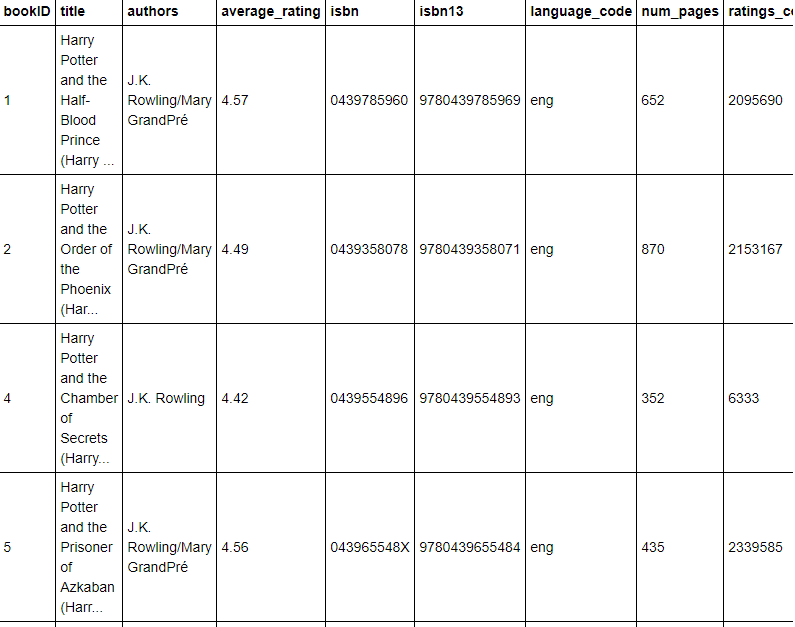 bookID title authors average_rating isbn isbn13 language_code num_pages ratings_c
Harry
Potter
and the
Half-
Blood
Prince
(Harry ...
1
J.K.
Rowling/Mary
GrandPré
4.57
0439785960
9780439785969
eng
652
2095690
Harry
Potter
and the
Order of
the
Phoenix
(Har...
2
J.K.
Rowling/Mary
GrandPré
4.49
0439358078
9780439358071
eng
870
2153167
Harry
Potter
and the
Chamber
of
Secrets
(Harry...
4
J.K. Rowling
4.42
0439554896
9780439554893
eng
352
6333
Harry
Potter
and the
Prisoner
of
Azkaban
(Harr...
5
J.K.
Rowling/Mary
GrandPré
4.56
043965548X
9780439655484
eng
435
2339585